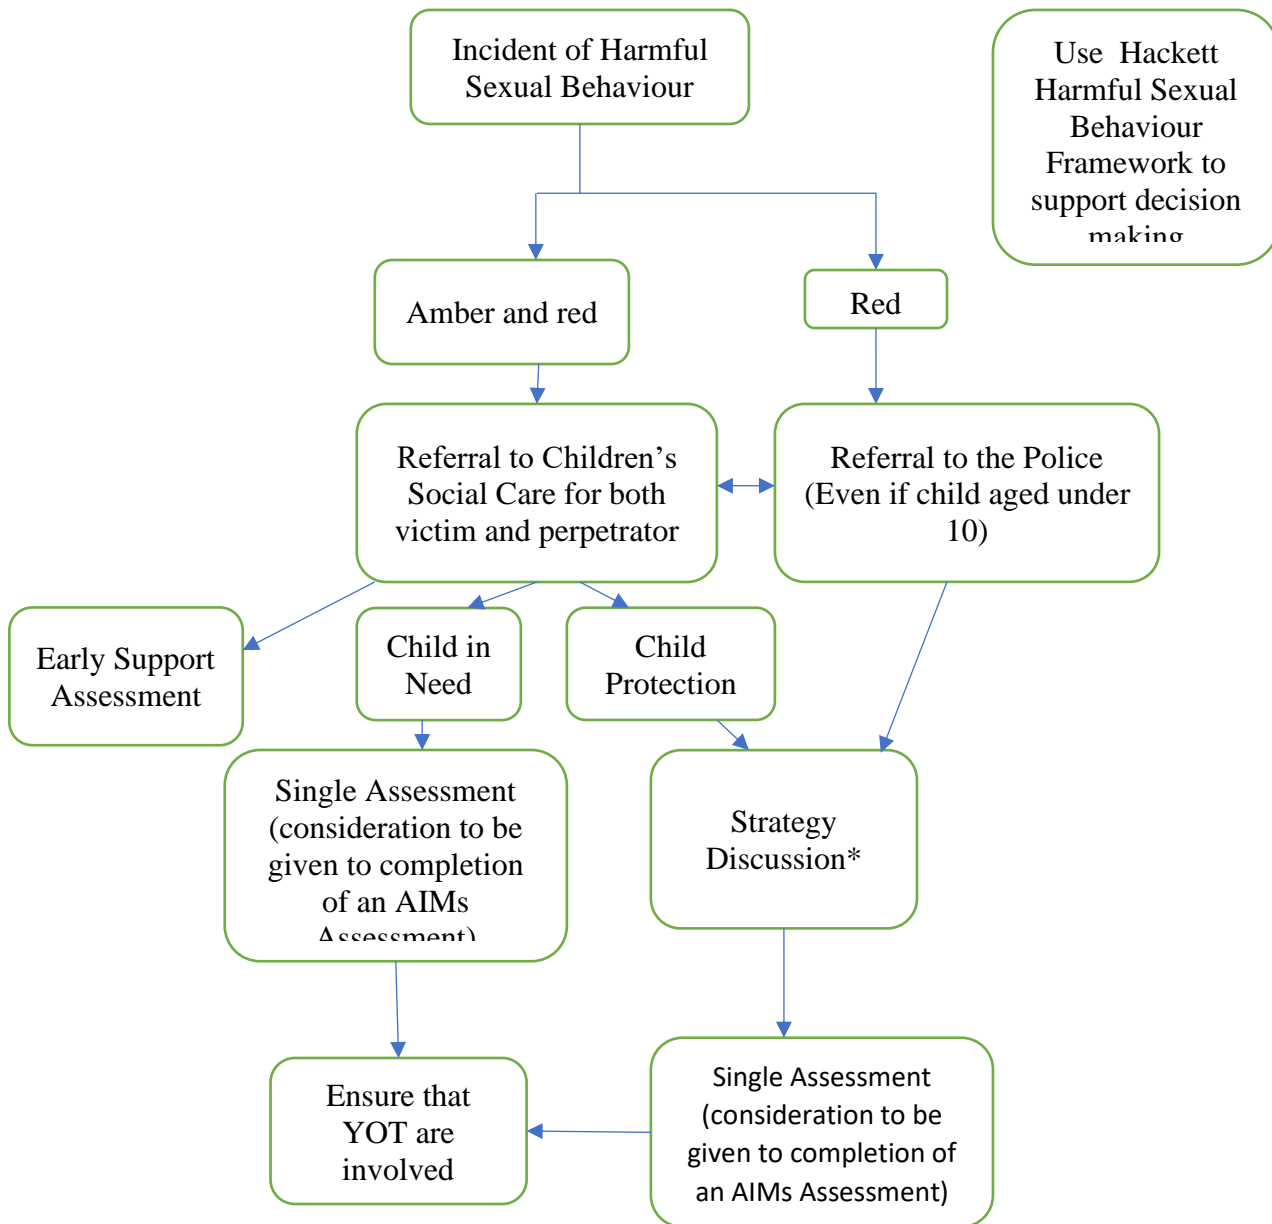 Incident of Harmful
Sexual Behaviour
Use Hackett
Harmful Sexual
Behaviour
Framework to
support decision
making
Amber and red
Red
Referral to Children’s
Social Care for both
victim and perpetrator
Referral to the Police
(Even if child aged under
10)
Early Support
Assessment
Child in
Need
Child
Protection
Single Assessment
(consideration to be
given to completion
of an AIMs
Assessment)
Strategy
Discussion*
Ensure that
YOT are
involved
Single Assessment
(consideration to be
given to completion of
an AIMs Assessment)